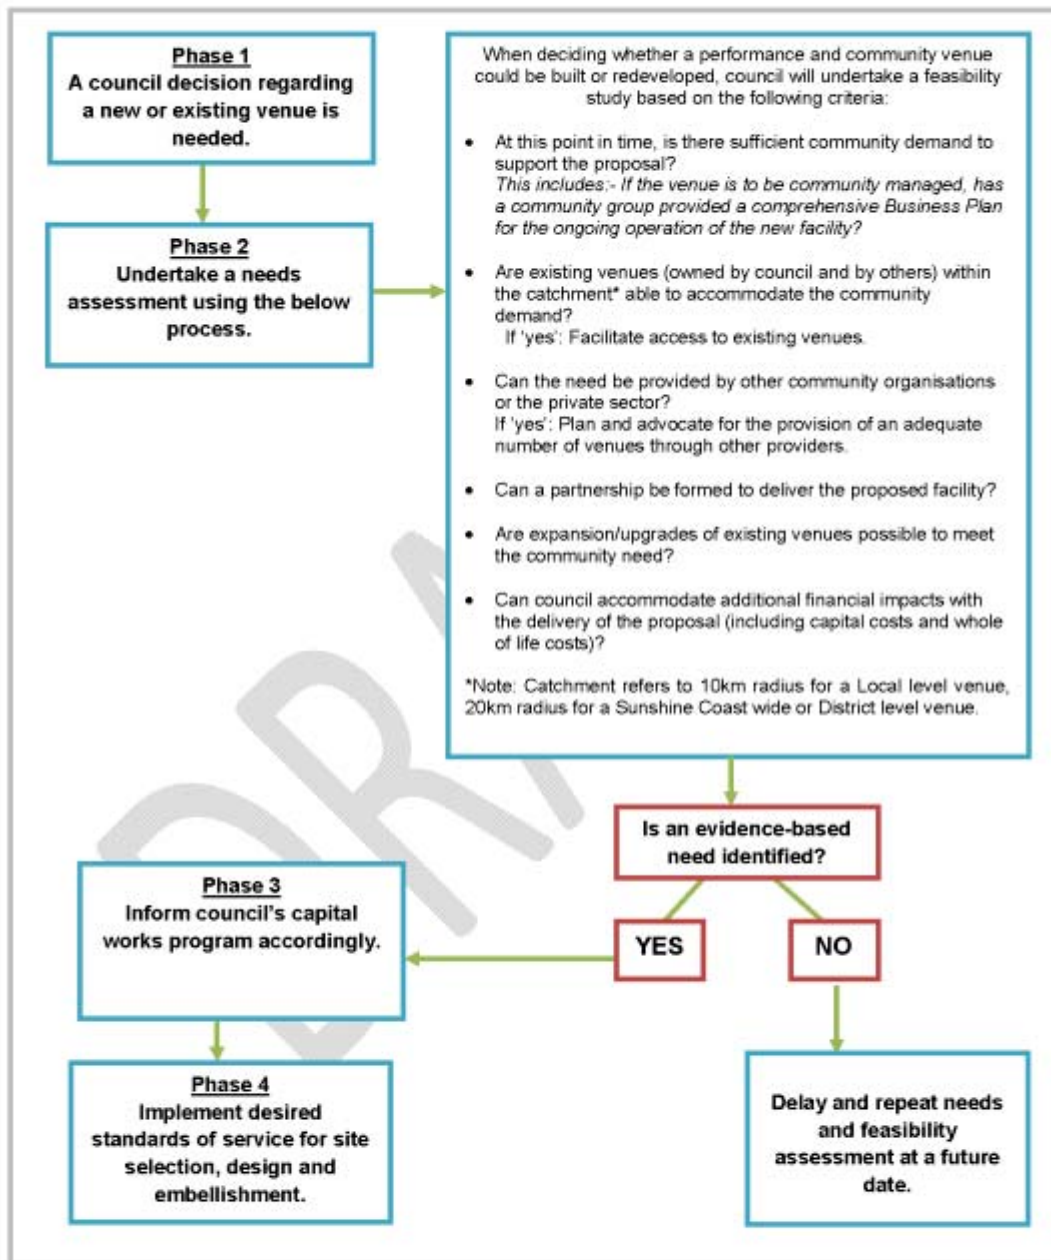 Phase 1
A council decision regarding
a new or existing venue is
needed.
Phase 2
Undertake a needs
assessment using the below
process.
When deciding whether a performance and community venue
could be built or redeveloped, council will undertake a feasibility
study based on the following criteria:
• At this point in time, is there sufficient community demand to
support the proposal?
This includes:- If the venue is to be community managed, has
a community group provided a comprehensive Business Plan
for the ongoing operation of the new facility?
• Are existing venues (owned by council and by others) within
the catchment* able to accommodate the community
demand?
If 'yes': Facilitate access to existing venues.
• Can the need be provided by other community organisations
or the private sector?
If 'yes': Plan and advocate for the provision of an adequate
number of venues through other providers.
• Can a partnership be formed to deliver the proposed facility?
• Are expansion/upgrades of existing venues possible to meet
the community need?
• Can council accommodate additional financial impacts with
the delivery of the proposal (including capital costs and whole
of life costs)?
*Note: Catchment refers to 10km radius for a Local level venue,
20km radius for a Sunshine Coast wide or District level venue.
Is an evidence-based
need identified?
YES
NO
Phase 3
Inform council's capital
works program accordingly.
Phase 4
Implement desired
standards of service for site
selection, design and
embellishment.
Delay and repeat needs
and feasibility
assessment at a future
date.
DRA